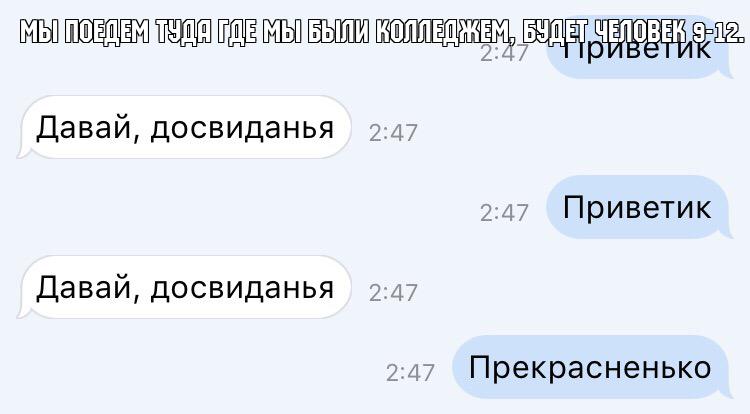 МЫ ПОЕДЕМ ТУДА ГДЕ МЫ БЫЛИ КОЛЛЕДЖЕМ, БУДЕТ ЧЕЛОВЕК 9-12.
2:47 Приветик
Давай, досвиданья 2:47
2:47 Приветик
Давай, досвиданья 2:47
2:47 Прекрасненько